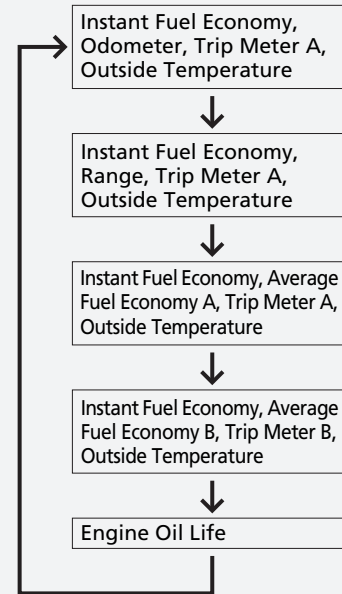 Instant Fuel Economy,
Odometer, Trip Meter A,
Outside Temperature
Instant Fuel Economy,
Range, Trip Meter A,
Outside Temperature
Instant Fuel Economy, Average
Fuel Economy A, Trip Meter A,
Outside Temperature
Instant Fuel Economy, Average
Fuel Economy B, Trip Meter B,
Outside Temperature
Engine Oil Life